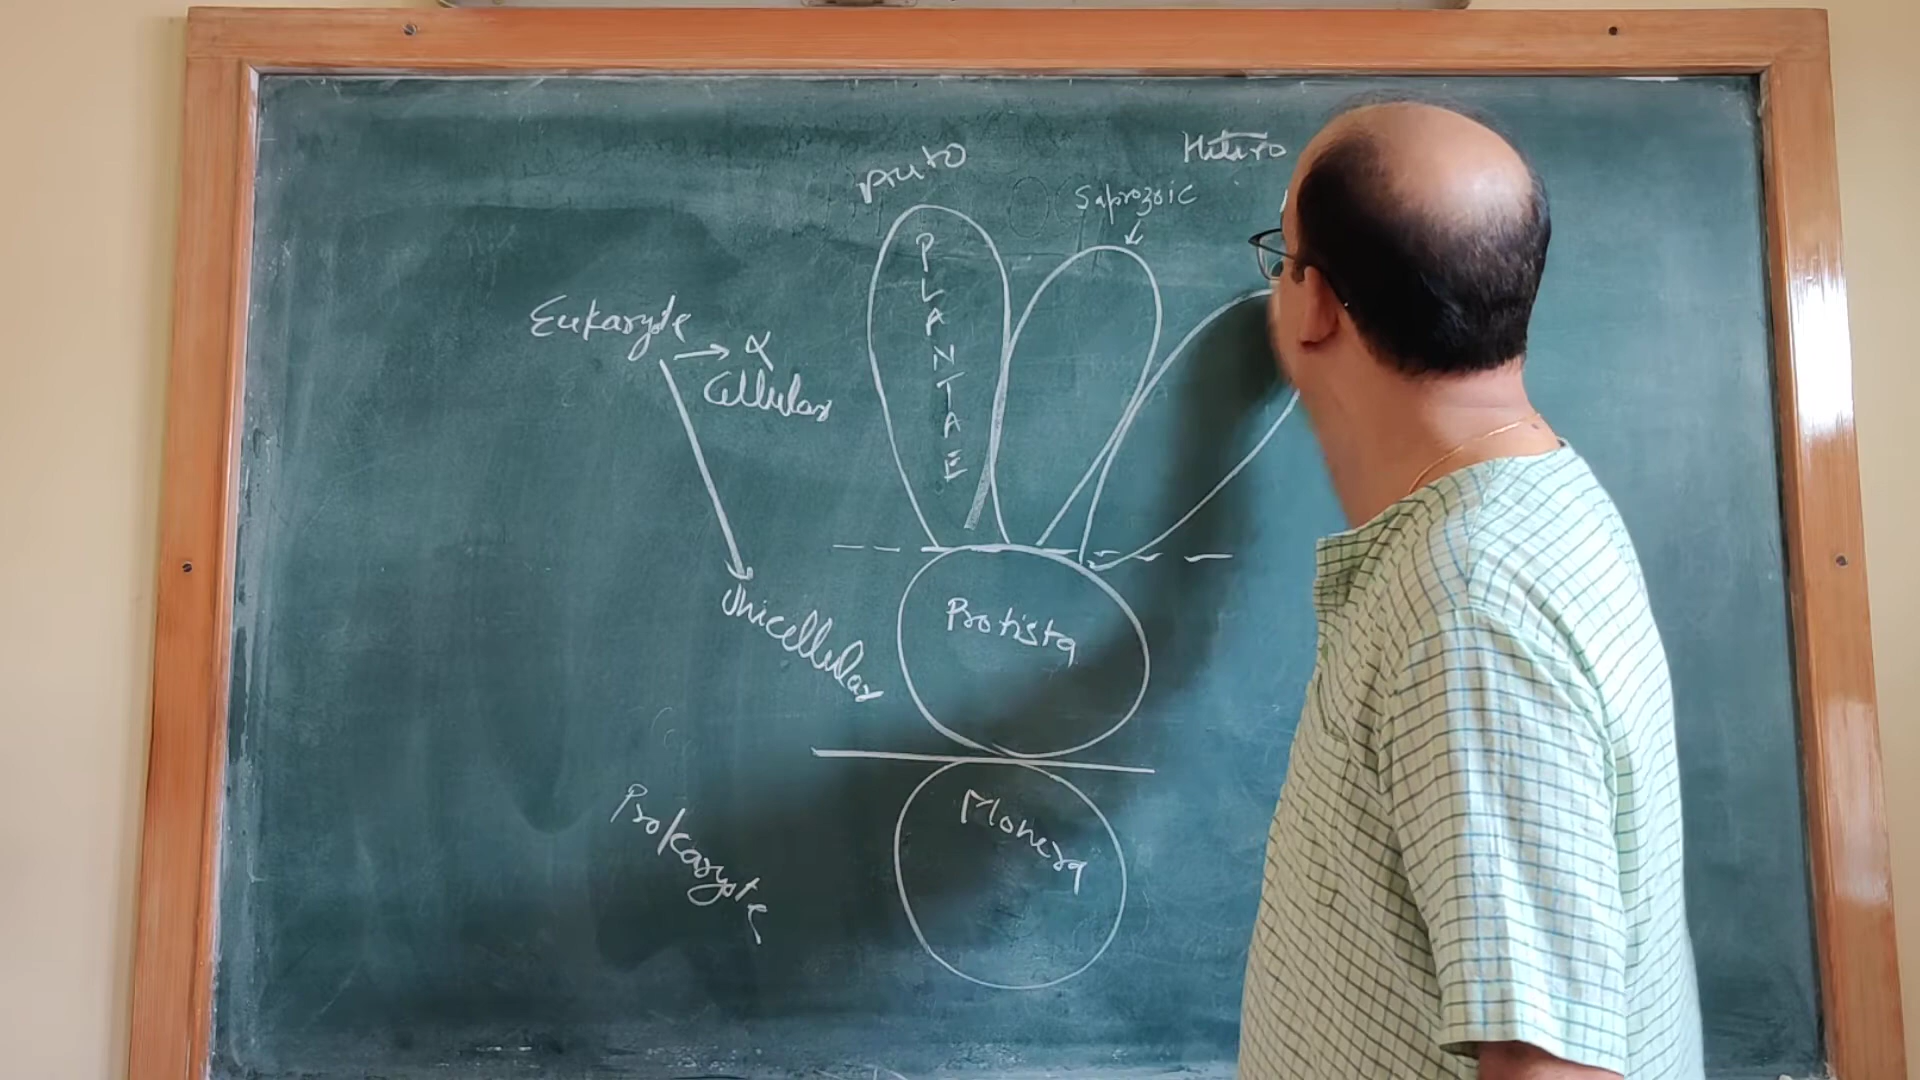 Auto
Hetero
Saprozoic
PLANTAE
Eukaryote
α
Cellular
Unicellular
Protista
Prokaryote
Monera